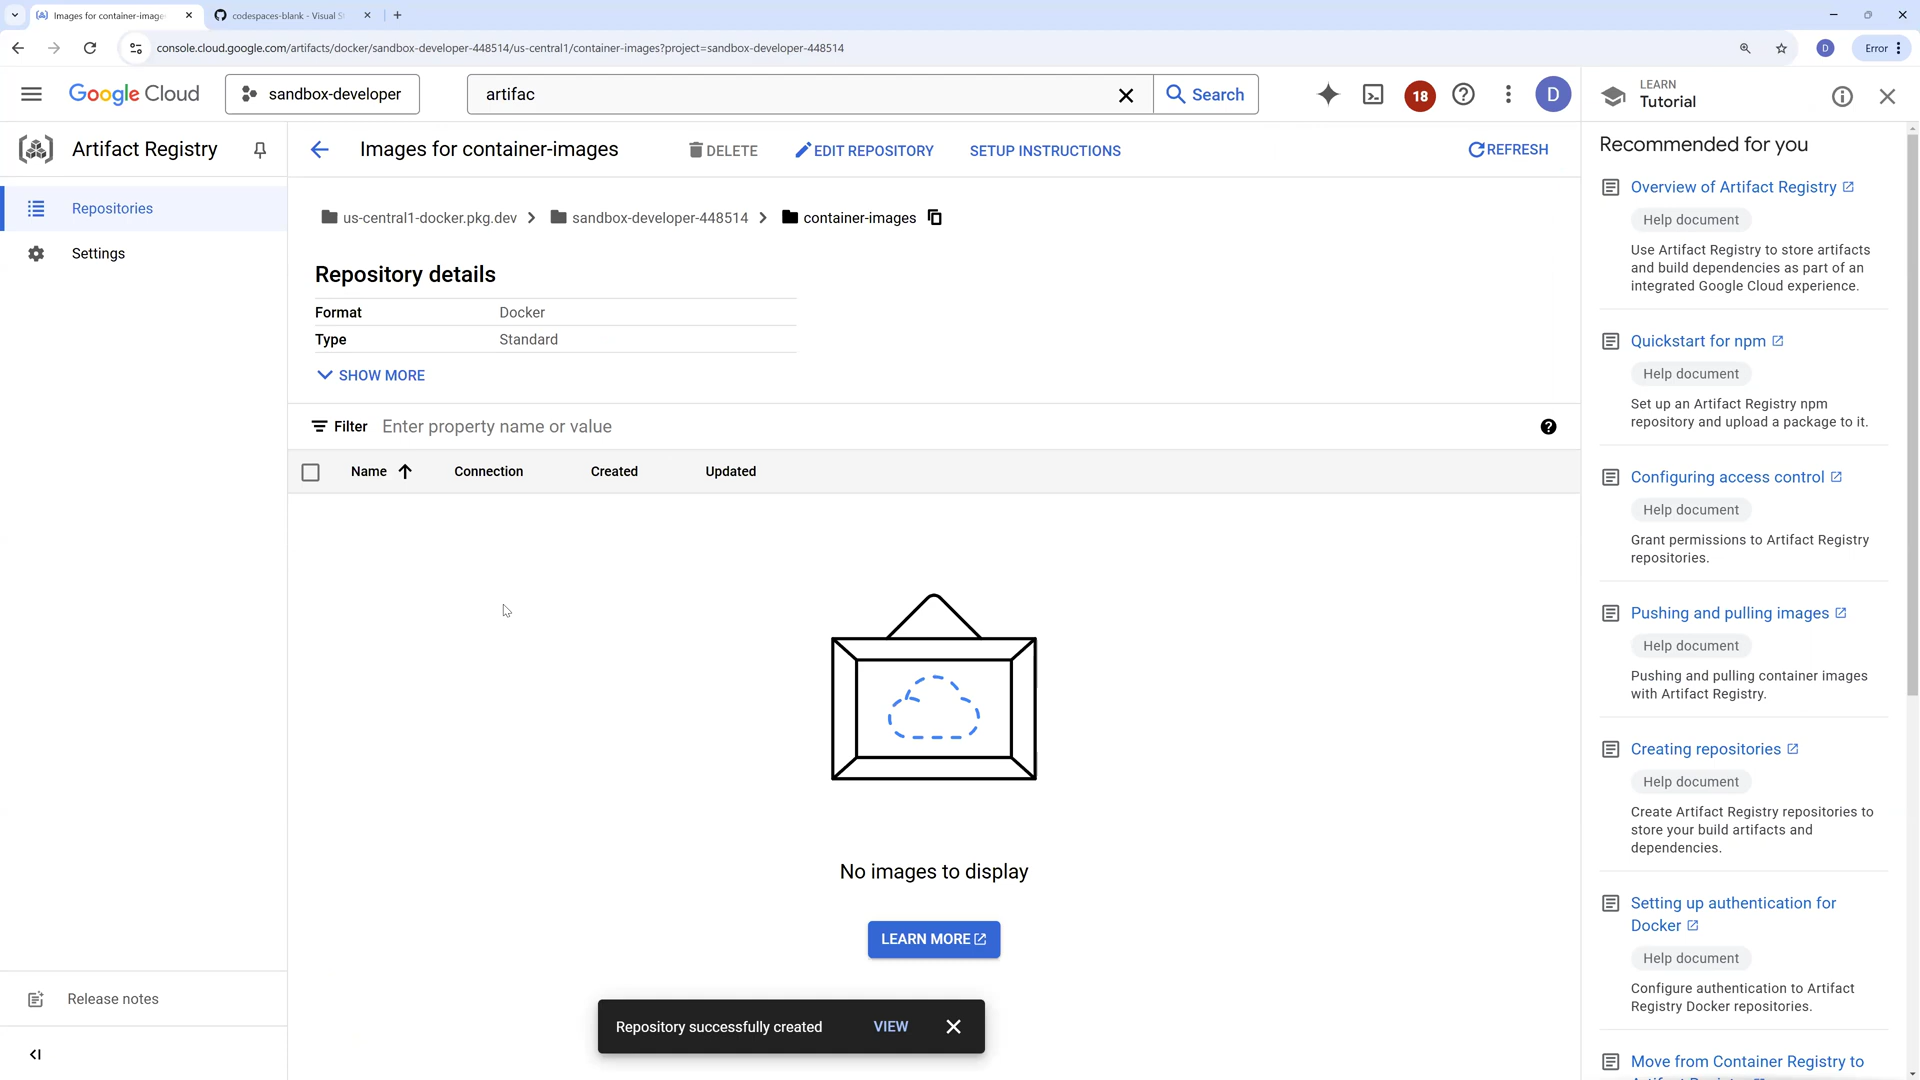 Images for container-image
codespaces-blank - Visual St
console.cloud.google.com/artifacts/docker/sandbox-developer-448514/us-central1/container-images?project=sandbox-developer-448514
D
Error
Google Cloud
sandbox-developer
artifac
Search
18
D
LEARN
Tutorial
Artifact Registry
Images for container-images
DELETE
EDIT REPOSITORY
SETUP INSTRUCTIONS
REFRESH
Recommended for you
Repositories
Settings
us-central1-docker.pkg.dev
sandbox-developer-448514
container-images
Repository details
Format
Docker
Type
Standard
SHOW MORE
Filter
Enter property name or value
Name
Connection
Created
Updated
No images to display
LEARN MORE
Repository successfully created
VIEW
Release notes
Overview of Artifact Registry
Help document
Use Artifact Registry to store artifacts
and build dependencies as part of an
integrated Google Cloud experience.
Quickstart for npm
Help document
Set up an Artifact Registry npm
repository and upload a package to it.
Configuring access control
Help document
Grant permissions to Artifact Registry
repositories.
Pushing and pulling images
Help document
Pushing and pulling container images
with Artifact Registry.
Creating repositories
Help document
Create Artifact Registry repositories to
store your build artifacts and
dependencies.
Setting up authentication for
Docker
Help document
Configure authentication to Artifact
Registry Docker repositories.
Move from Container Registry to